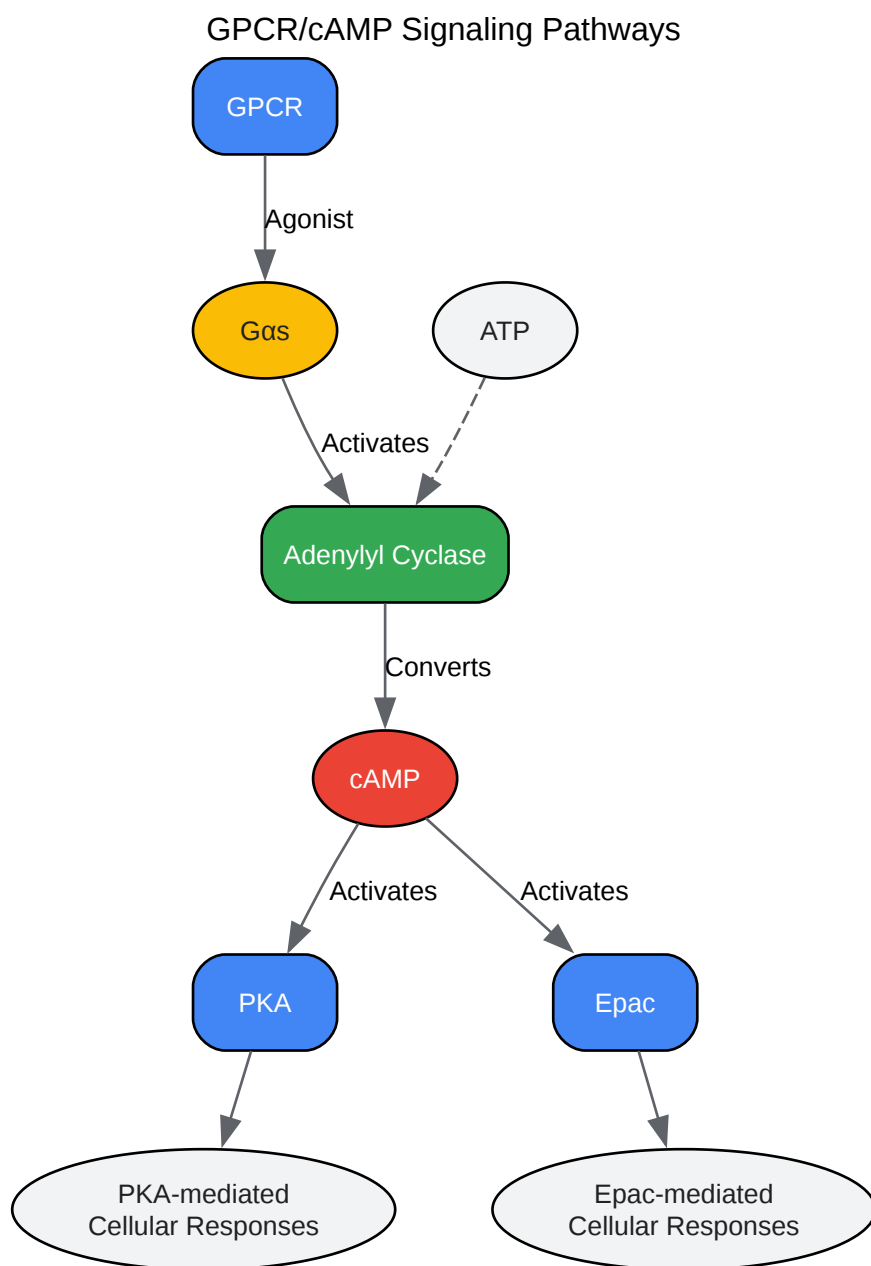 GPCR/cAMP Signaling Pathways
GPCR
Agonist
Gαs
ATP
Activates
Adenylyl Cyclase
Converts
cAMP
Activates
Activates
PKA
Epac
PKA-mediated
Cellular Responses
Epac-mediated
Cellular Responses